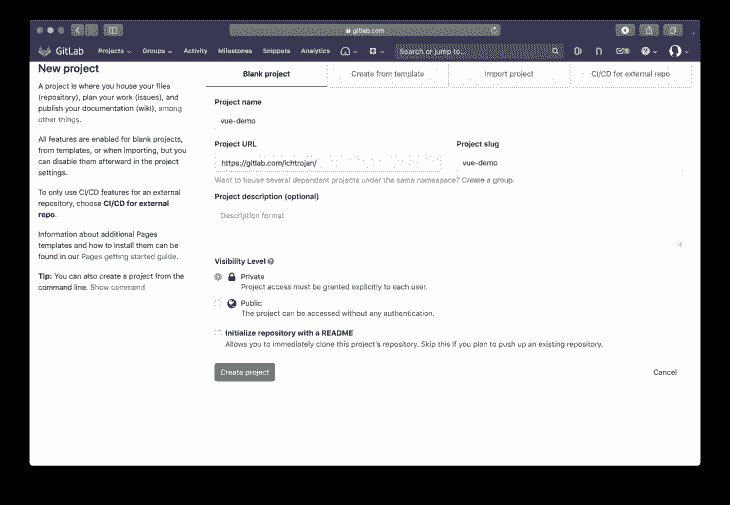 gitlab.com
GitLab Projects Groups Activity Milestones Snippets Analytics Search or jump to...
New project
A project is where you house your files
(repository), plan your work (issues), and
publish your documentation (wiki), among
other things.
All features are enabled for blank projects,
from templates, or when importing, but you
can disable them afterward in the project
settings.
To only use CI/CD features for an external
repository, choose CI/CD for external
repo.
Information about additional Pages
templates and how to install them can be
found in our Pages getting started guide.
Tip: You can also create a project from the
command line. Show command
Blank project Create from template Import project CI/CD for external repo
Project name
vue-demo
Project URL Project slug
https://gitlab.com/ichtrojan/ vue-demo
Want to house several dependent projects under the same namespace? Create a group.
Project description (optional)
Description format
Visibility Level
Private
Project access must be granted explicitly to each user.
Public
The project can be accessed without any authentication.
Initialize repository with a README
Allows you to immediately clone this project's repository. Skip this if you plan to push up an existing repository.
Create project Cancel